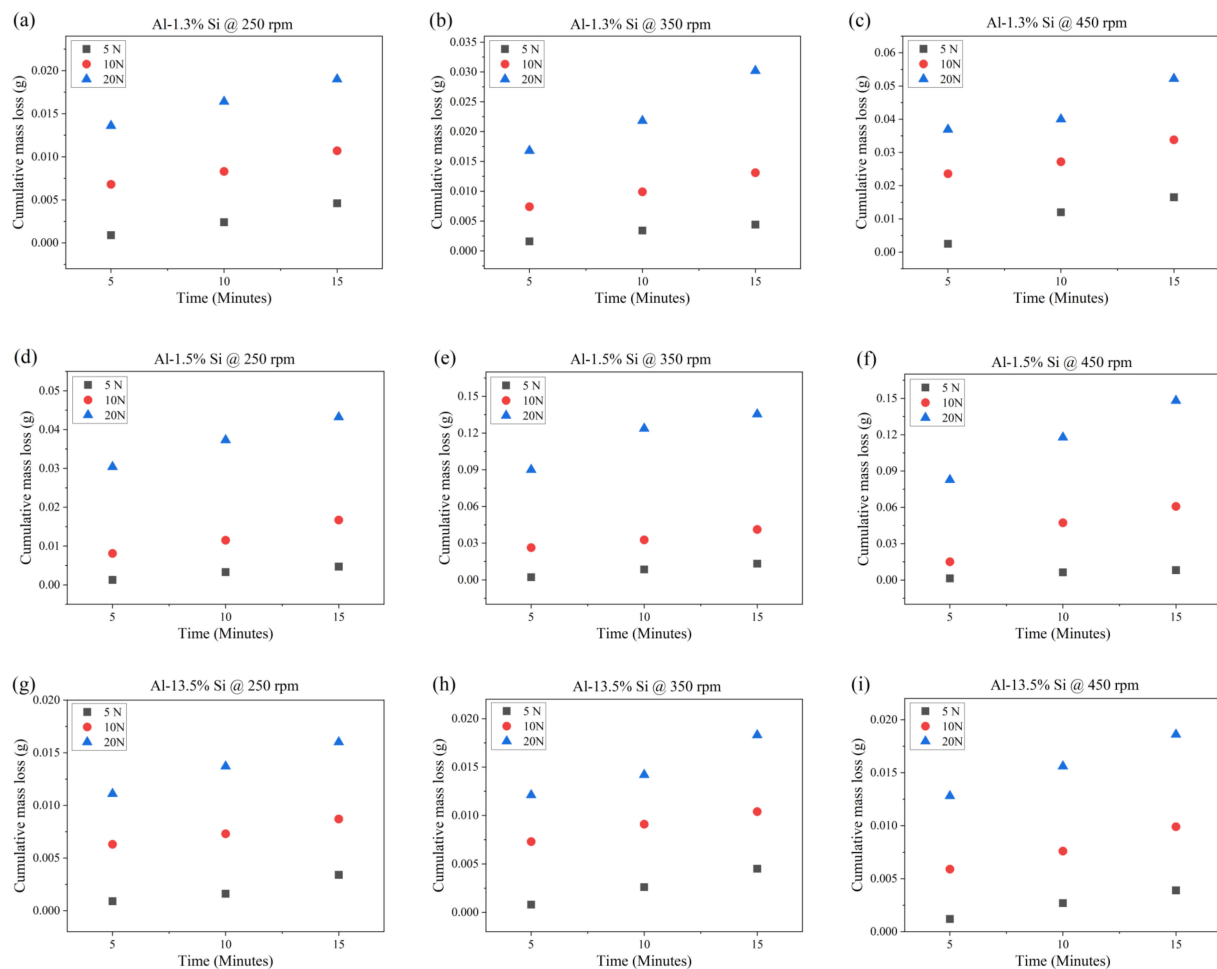 (a)
Al-1.3% Si @ 250 rpm
5 N
10N
20N
0.020
0.015
0.010
0.005
0.000
Cumulative mass loss (g)
5
10
15
Time (Minutes)
(b)
Al-1.3% Si @ 350 rpm
5 N
10N
20N
0.035
0.030
0.025
0.020
0.015
0.010
0.005
0.000
Cumulative mass loss (g)
5
10
15
Time (Minutes)
(c)
Al-1.3% Si @ 450 rpm
5 N
10N
20N
0.06
0.05
0.04
0.03
0.02
0.01
0.00
Cumulative mass loss (g)
5
10
15
Time (Minutes)
(d)
Al-1.5% Si @ 250 rpm
5 N
10N
20N
0.05
0.04
0.03
0.02
0.01
0.00
Cumulative mass loss (g)
5
10
15
Time (Minutes)
(e)
Al-1.5% Si @ 350 rpm
5 N
10N
20N
0.15
0.12
0.09
0.06
0.03
0.00
Cumulative mass loss (g)
5
10
15
Time (Minutes)
(f)
Al-1.5% Si @ 450 rpm
5 N
10N
20N
0.15
0.12
0.09
0.06
0.03
0.00
Cumulative mass loss (g)
5
10
15
Time (Minutes)
(g)
Al-13.5% Si @ 250 rpm
5 N
10N
20N
0.020
0.015
0.010
0.005
0.000
Cumulative mass loss (g)
5
10
15
Time (Minutes)
(h)
Al-13.5% Si @ 350 rpm
5 N
10N
20N
0.020
0.015
0.010
0.005
0.000
Cumulative mass loss (g)
5
10
15
Time (Minutes)
(i)
Al-13.5% Si @ 450 rpm
5 N
10N
20N
0.020
0.015
0.010
0.005
0.000
Cumulative mass loss (g)
5
10
15
Time (Minutes)